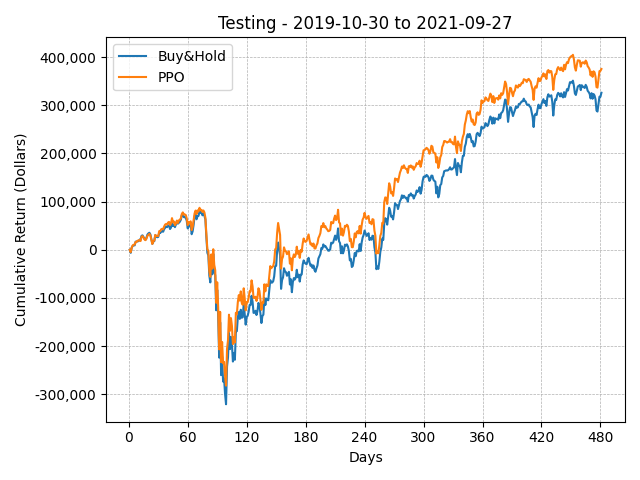 Testing - 2019-10-30 to 2021-09-27
Buy&Hold
PPO
Cumulative Return (Dollars)
400,000
300,000
200,000
100,000
0
-100,000
-200,000
-300,000
0 60 120 180 240 300 360 420 480
Days